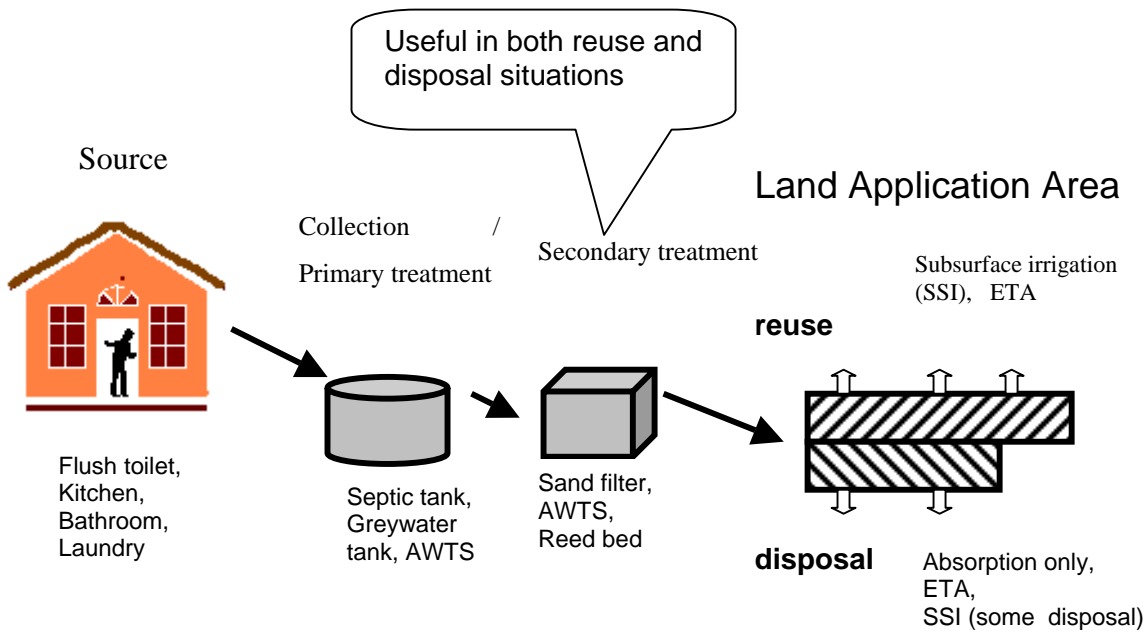 Useful in both reuse and
disposal situations
Source
Land Application Area
Collection /
Primary treatment
Secondary treatment
Subsurface irrigation
(SSI), ETA
reuse
Flush toilet,
Kitchen,
Bathroom,
Laundry
Septic tank,
Greywater
tank, AWTS
Sand filter,
AWTS,
Reed bed
disposal
Absorption only,
ETA,
SSI (some disposal)